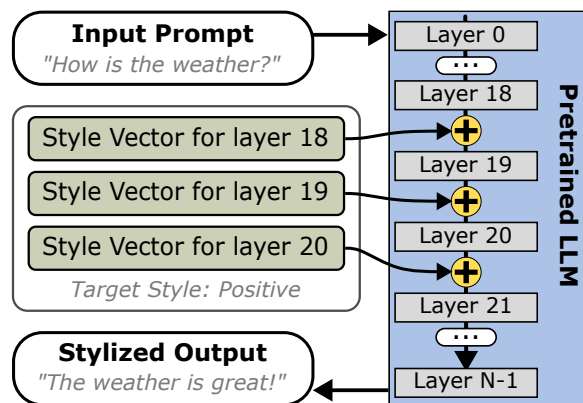 Input Prompt
"How is the weather?"
Style Vector for layer 18
Style Vector for layer 19
Style Vector for layer 20
Target Style: Positive
Stylized Output
"The weather is great!"
Layer 0
...
Layer 18
+
Layer 19
+
Layer 20
+
Layer 21
...
Layer N-1
Pretrained LLM